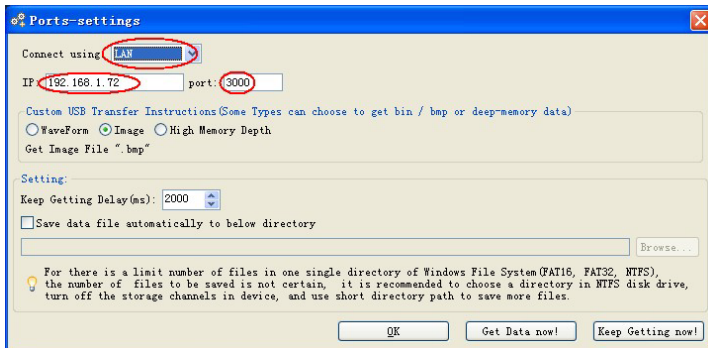 Ports-settings
Connect using LAN
IP: 192.168.1.72 port: 3000
Custom USB Transfer Instructions(Some Types can choose to get bin / bmp or deep-memory data)
WaveForm Image High Memory Depth
Get Image File ".bmp"
Setting:
Keep Getting Delay(ms): 2000
Save data file automatically to below directory
Browse...
For there is a limit number of files in one single directory of Windows File System(FAT16, FAT32, NTFS),
the number of files to be saved is not certain, it is recommended to choose a directory in NTFS disk drive,
turn off the storage channels in device, and use short directory path to save more files.
OK Get Data now! Keep Getting now!